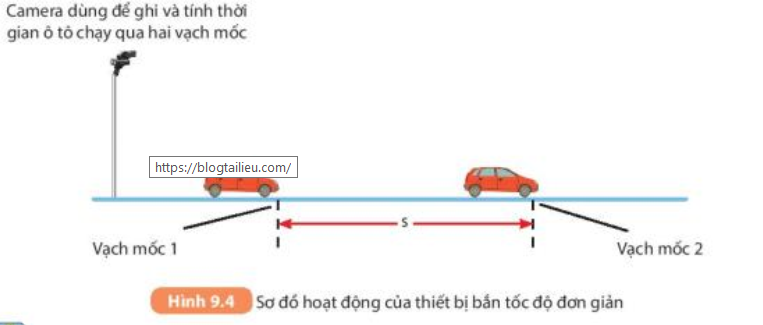 Camera dùng để ghi và tính thời
gian ô tô chạy qua hai vạch mốc
https://blogtailieu.com/
s
Vạch mốc 1
Vạch mốc 2
Hình 9.4 Sơ đồ hoạt động của thiết bị bắn tốc độ đơn giản